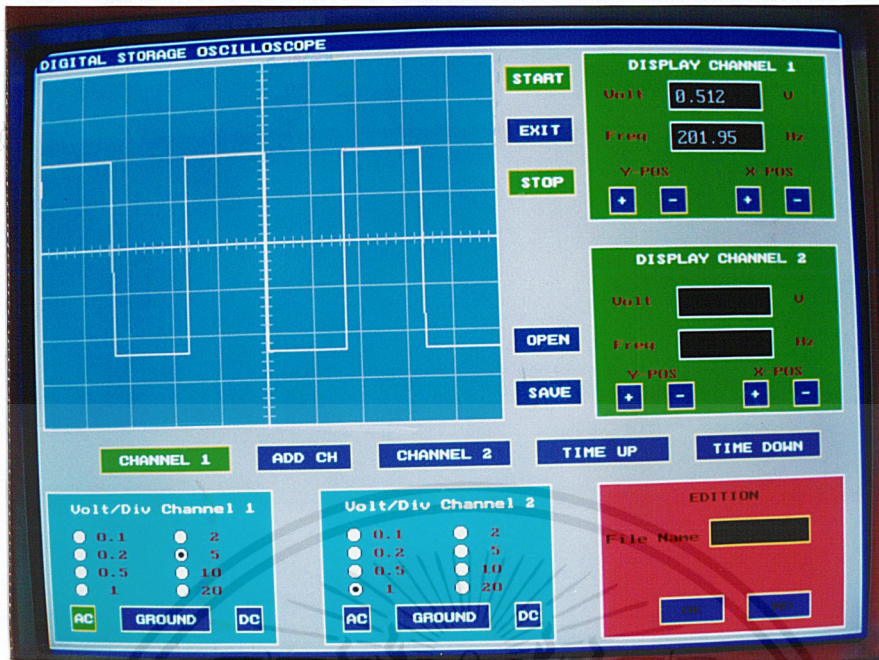 DIGITAL STORAGE OSCILLOSCOPE
START
EXIT
STOP
OPEN
SAVE
DISPLAY CHANNEL 1
Volt 0.512 V
Freq 201.95 Hz
Y-POS X-POS
+ - + -
DISPLAY CHANNEL 2
Volt V
Freq Hz
Y-POS X-POS
+ - + -
CHANNEL 1 ADD CH CHANNEL 2 TIME UP TIME DOWN
Volt/Div Channel 1
0.1 2
0.2 5
0.5 10
1 20
AC GROUND DC
Volt/Div Channel 2
0.1 2
0.2 5
0.5 10
1 20
AC GROUND DC
EDITION
File Name